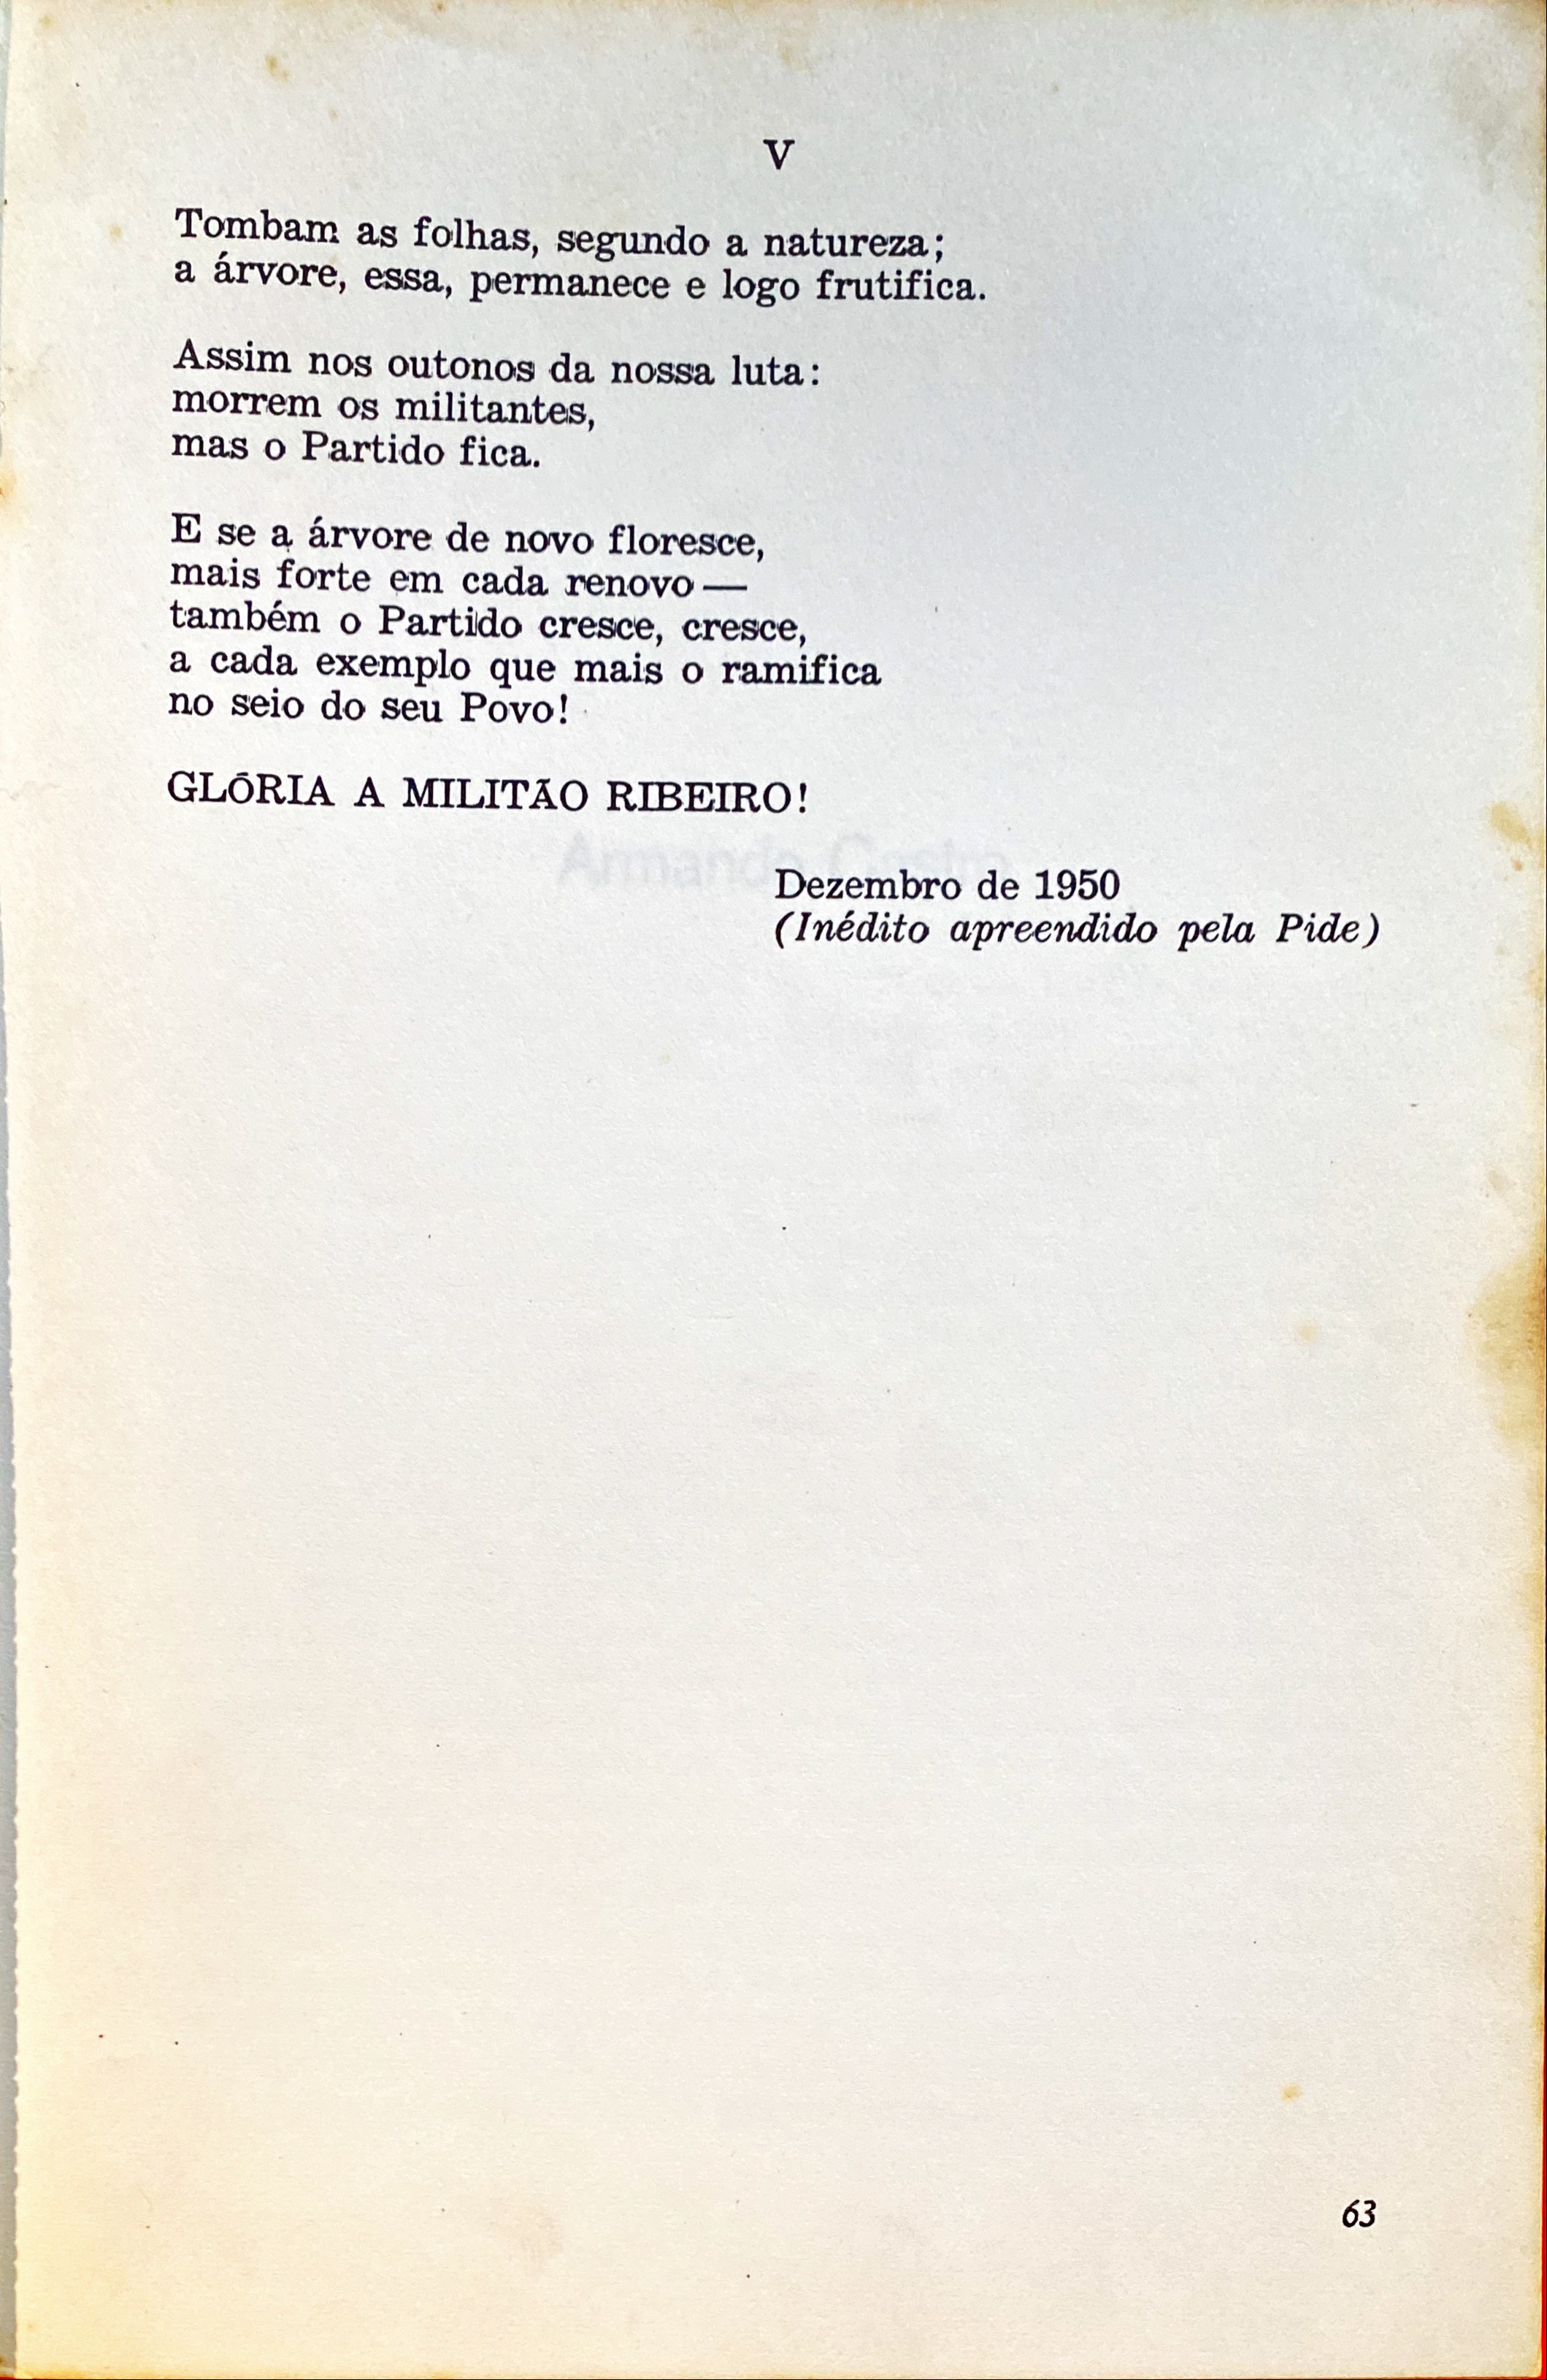 V
Tombam as folhas, segundo a natureza;
a árvore, essa, permanece e logo frutifica.
Assim nos outonos da nossa luta:
morrem os militantes,
mas o Partido fica.
E se a árvore de novo floresce,
mais forte em cada renovo —
também o Partido cresce, cresce,
a cada exemplo que mais o ramifica
no seio do seu Povo!
GLÓRIA A MILITÃO RIBEIRO!
Armando Castro
Dezembro de 1950
(Inédito apreendido pela Pide)
63